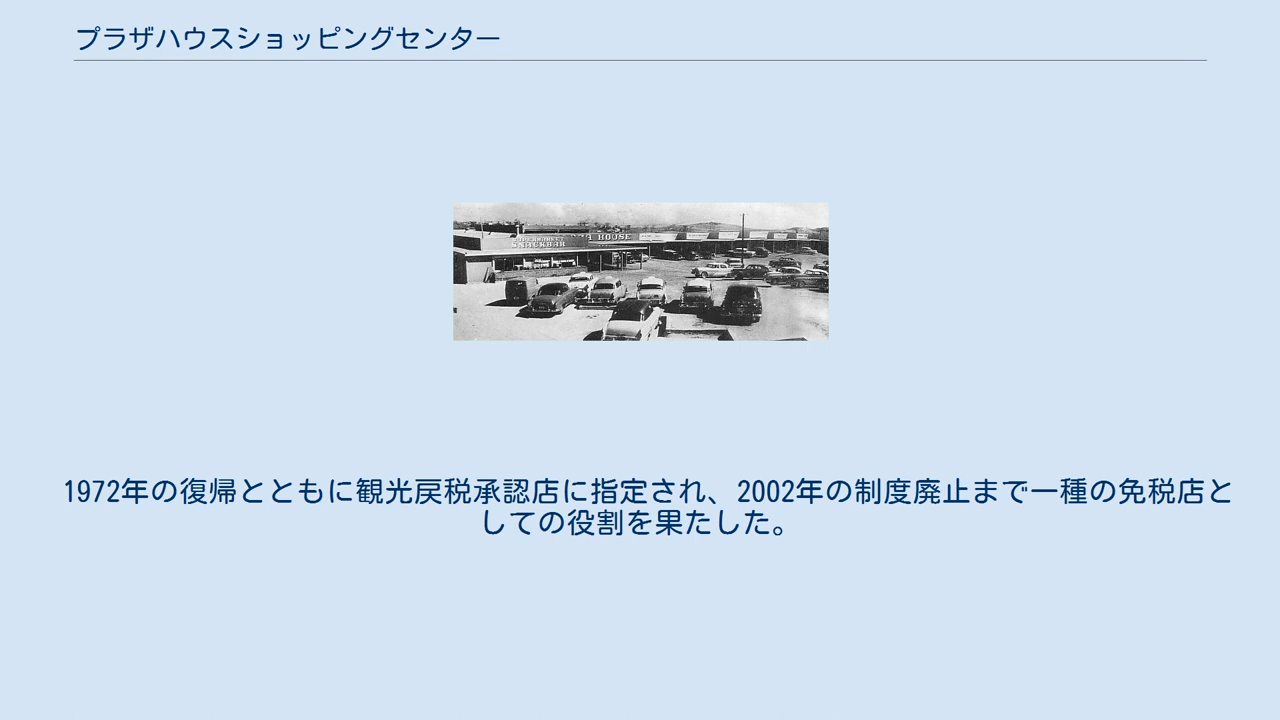 プラザハウスショッピングセンター
SNACKBAR
HOUSE
1972年の復帰とともに観光戻税承認店に指定され、2002年の制度廃止まで一種の免税店と
しての役割を果たした。